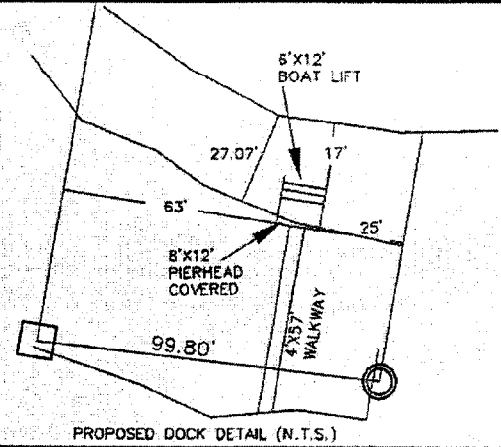 6'X12'
BOAT LIFT
27.07'
17'
63'
25'
8'X12'
PIERHEAD
COVERED
4'X57'
WALKWAY
99.80'
PROPOSED DOCK DETAIL (N.T.S.)